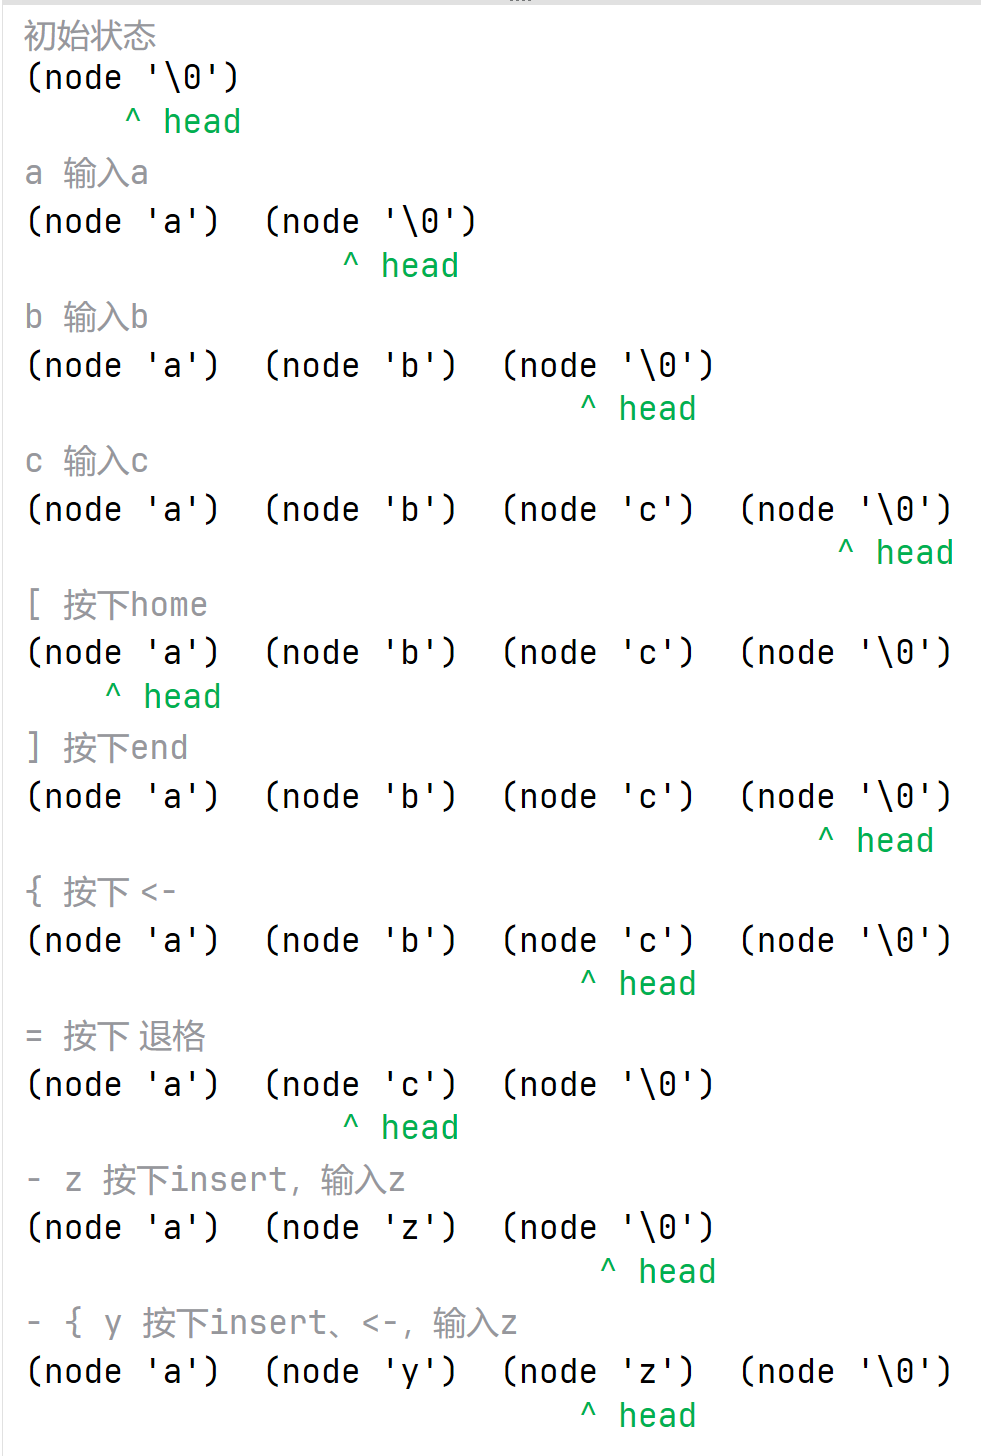 初始状态
(node '\0')
^ head
a 输入a
(node 'a')  (node '\0')
^ head
b 输入b
(node 'a')  (node 'b')  (node '\0')
^ head
c 输入c
(node 'a')  (node 'b')  (node 'c')  (node '\0')
^ head
[ 按下home
(node 'a')  (node 'b')  (node 'c')  (node '\0')
^ head
] 按下end
(node 'a')  (node 'b')  (node 'c')  (node '\0')
^ head
{ 按下 <-
(node 'a')  (node 'b')  (node 'c')  (node '\0')
^ head
= 按下 退格
(node 'a')  (node 'c')  (node '\0')
^ head
- z 按下insert, 输入z
(node 'a')  (node 'z')  (node '\0')
^ head
- { y 按下insert、<-, 输入z
(node 'a')  (node 'y')  (node 'z')  (node '\0')
^ head